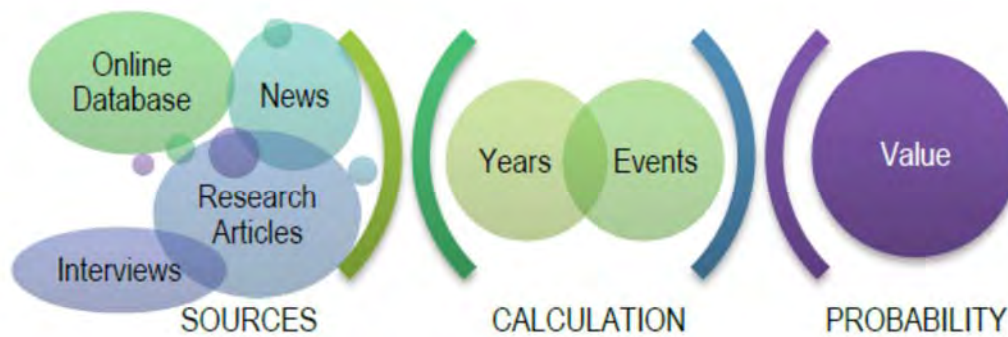 Online
Database
News
Research
Articles
Interviews
SOURCES
Years
Events
CALCULATION
Value
PROBABILITY